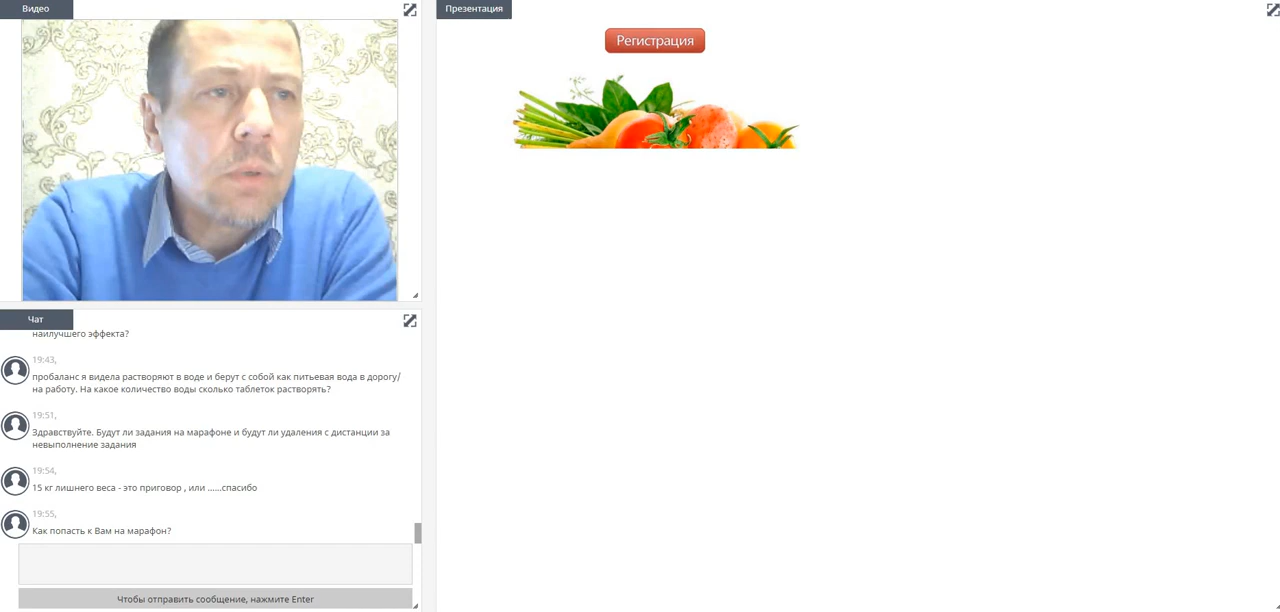 Видео
Презентация
Регистрация
Чат
наилучшего эффекта?
19:43,
пробаланс я видела растворяют в воде и берут с собой как питьевая вода в дорогу/
на работу. На какое количество воды сколько таблеток растворять?
19:51,
Здравствуйте. Будут ли задания на марафоне и будут ли удаления с дистанции за
невыполнение задания
19:54,
15 кг лишнего веса - это приговор , или ......спасибо
19:55,
Как попасть к Вам на марафон?
Чтобы отправить сообщение, нажмите Enter